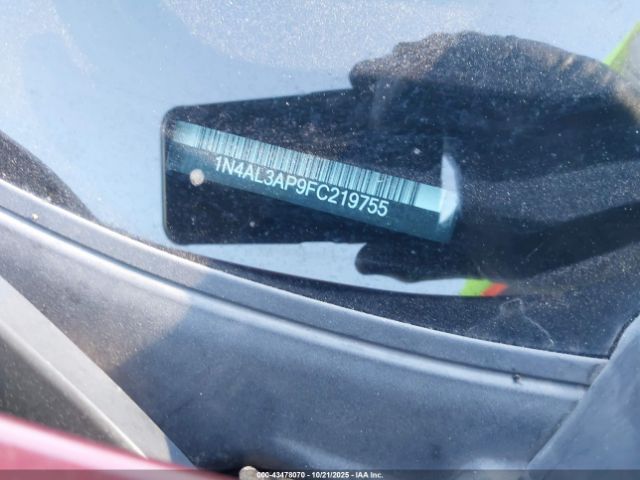 1N4AL3AP9FC219755
000-43478070 • 10/21/2025 • IAA Inc.